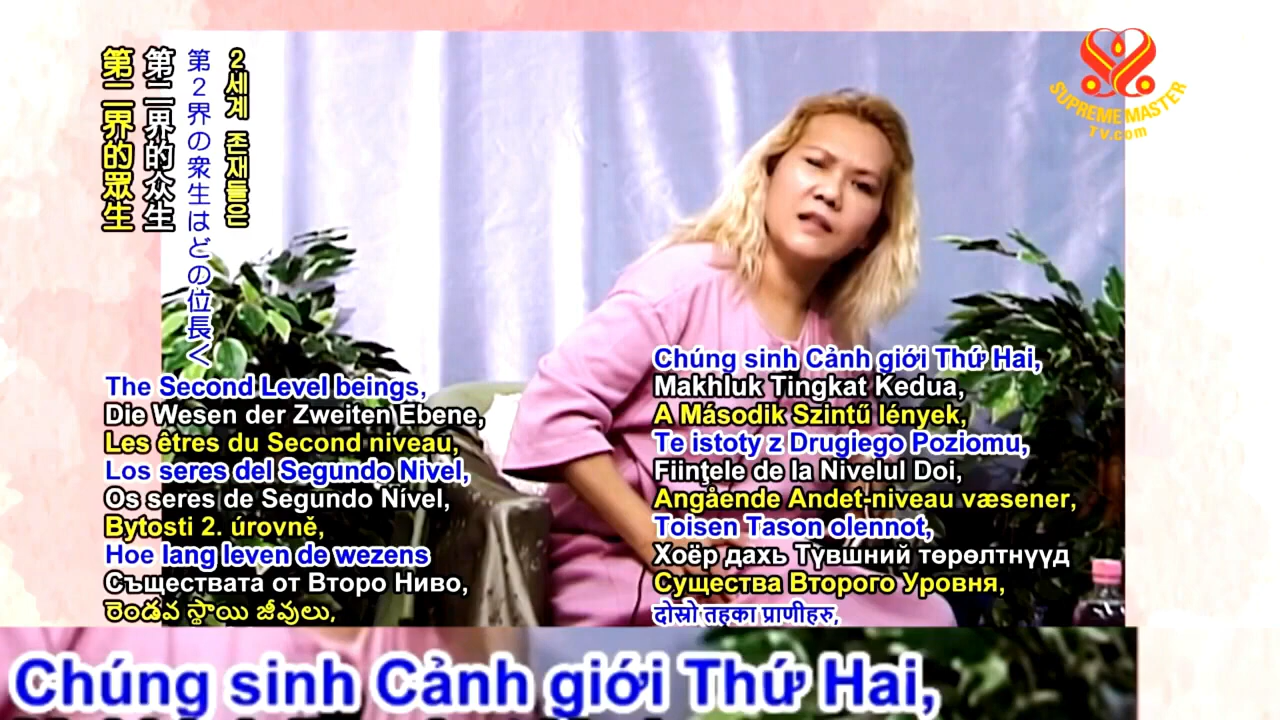 第二界的眾生
第二界的众生
第2界の衆生はどの位長く
2세계 존재들은
SUPREME MASTER
TV.com
The Second Level beings,
Die Wesen der Zweiten Ebene,
Les êtres du Second niveau,
Los seres del Segundo Nivel,
Os seres de Segundo Nível,
Bytosti 2. úrovně,
Hoe lang leven de wezens
Съществата от Второ Ниво,
రెండవ స్థాయి జీవులు,
Chúng sinh Cảnh giới Thứ Hai,
Makhluk Tingkat Kedua,
A Második Szintű lények,
Te istoty z Drugiego Poziomu,
Fiinţele de la Nivelul Doi,
Angående Andet-niveau væsener,
Toisen Tason olennot,
Хоёр дахь Түвшний төрөлтнүүд
Существа Второго Уровня,
दोस्रो तहका प्राणीहरु,
Chúng sinh Cảnh giới Thứ Hai,